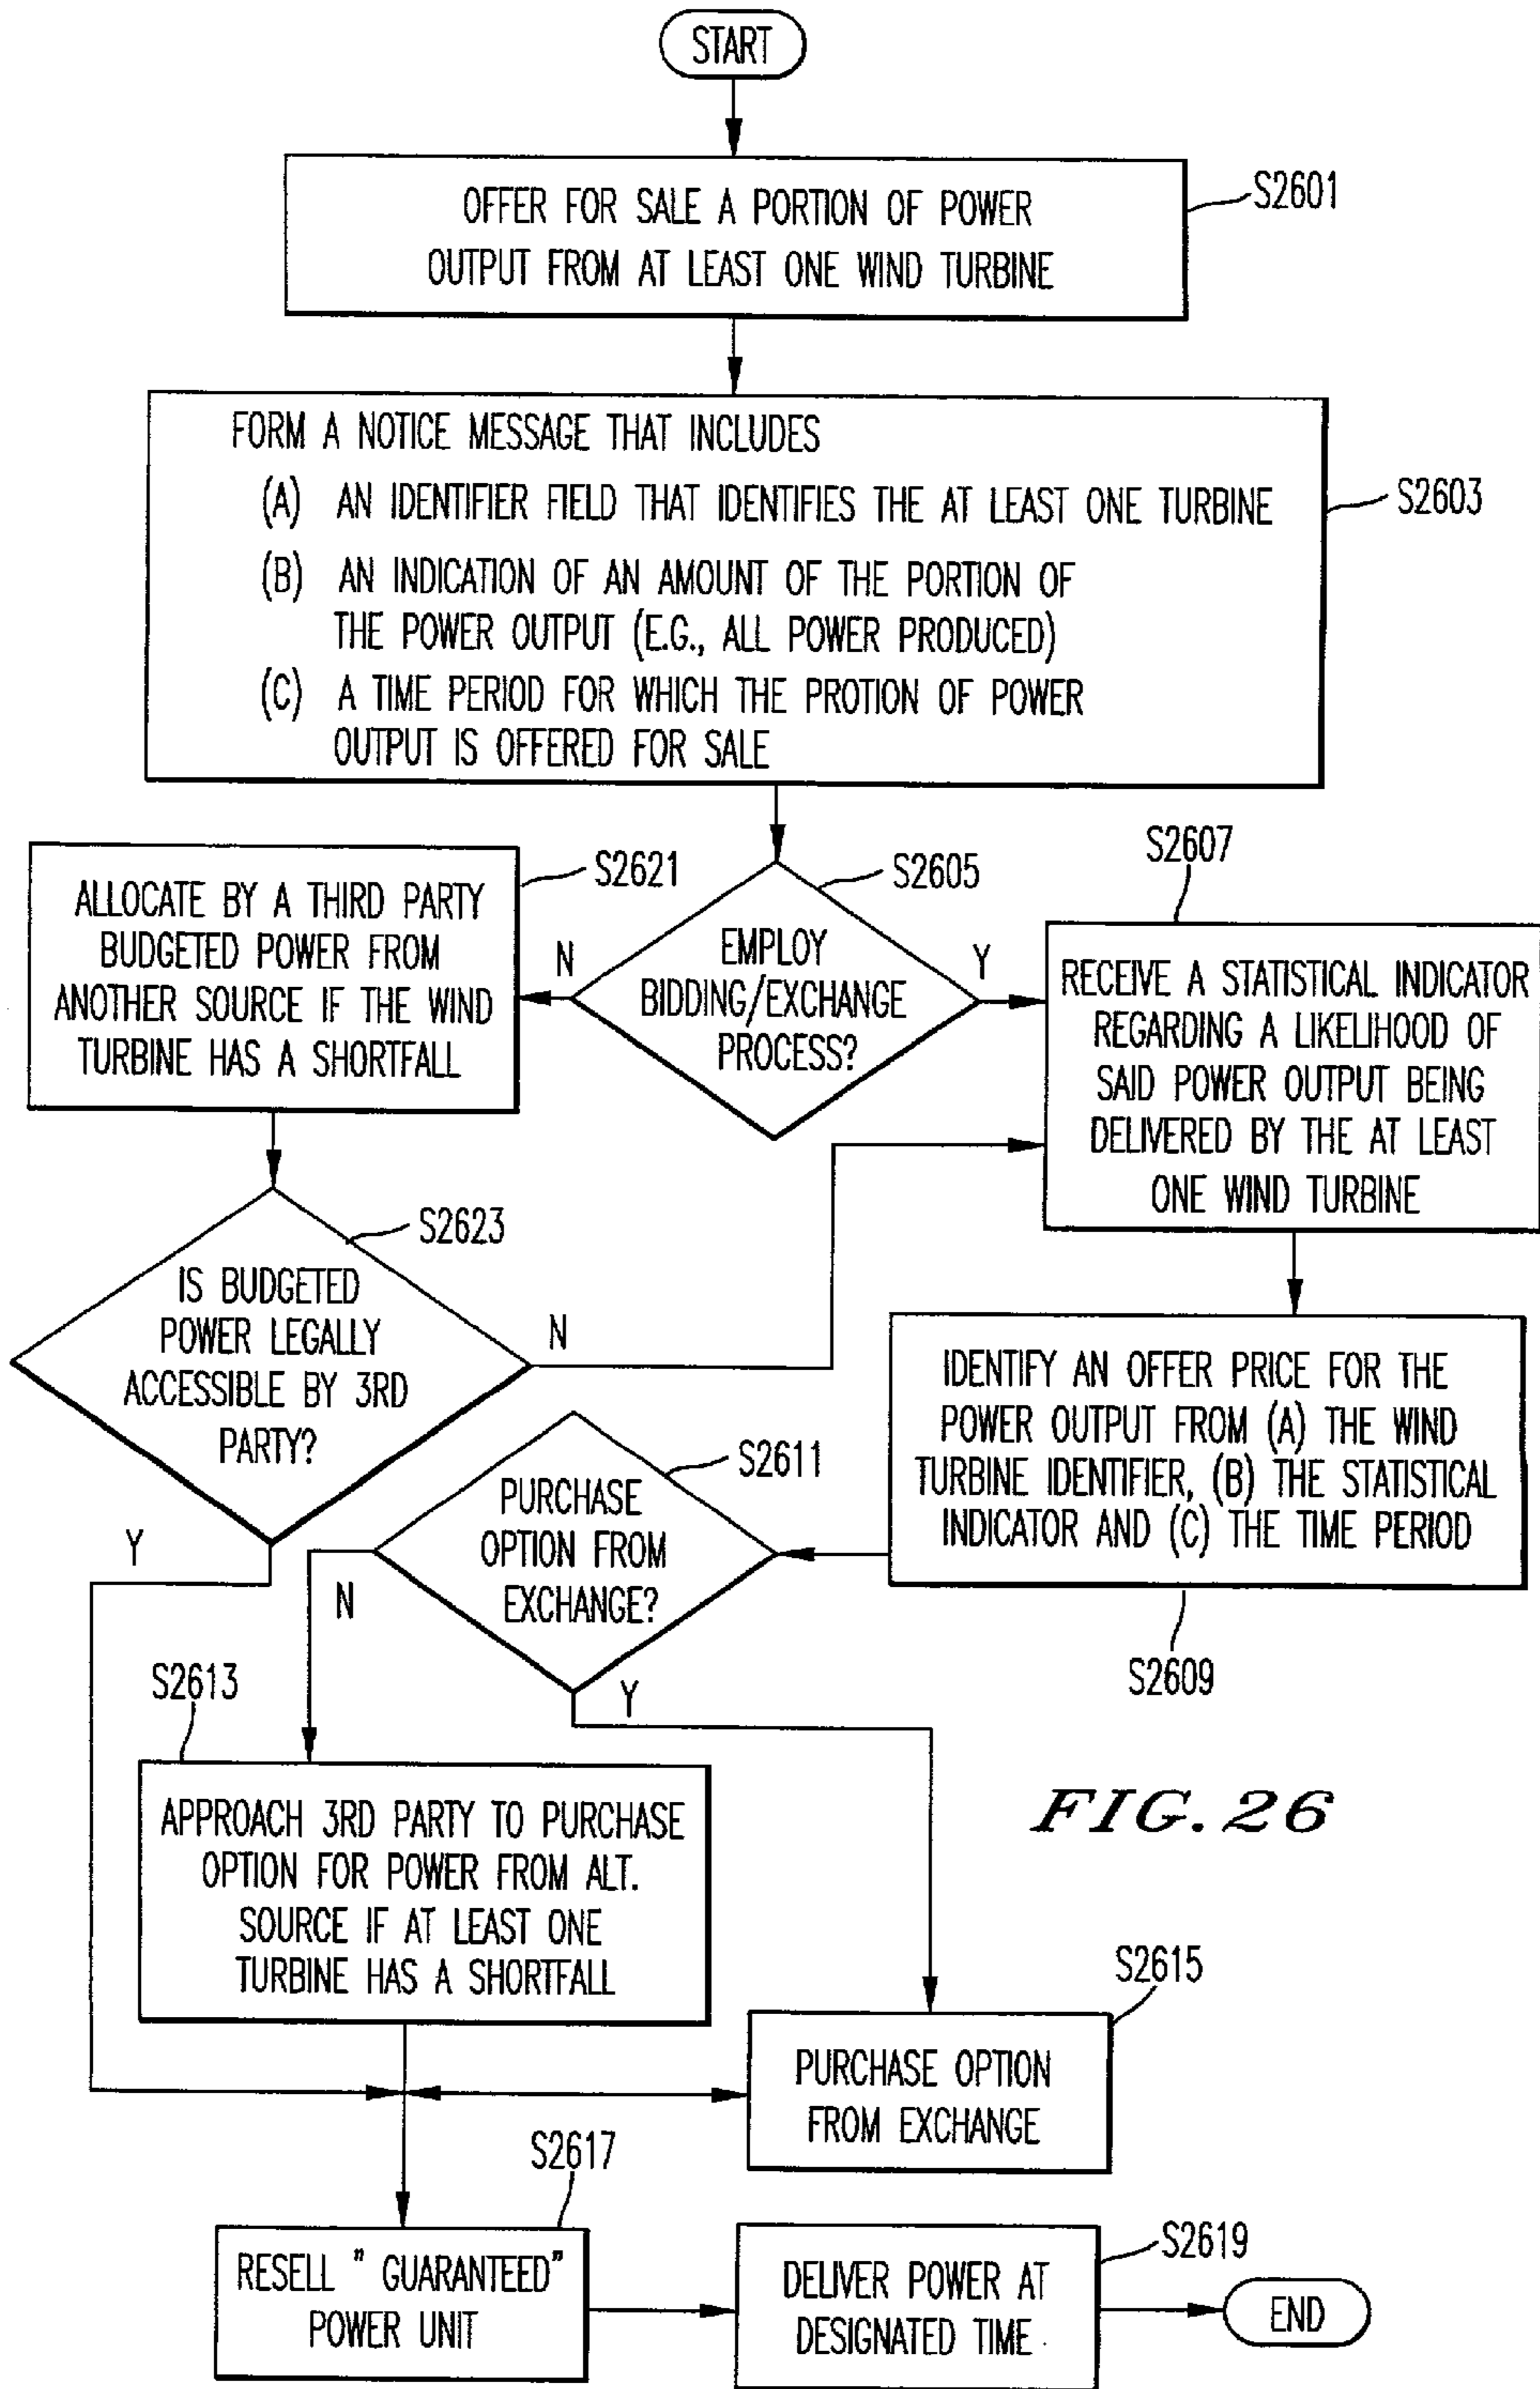 START
OFFER FOR SALE A PORTION OF POWER
OUTPUT FROM AT LEAST ONE WIND TURBINE
S2601
FORM A NOTICE MESSAGE THAT INCLUDES
(A) AN IDENTIFIER FIELD THAT IDENTIFIES THE AT LEAST ONE TURBINE
(B) AN INDICATION OF AN AMOUNT OF THE PORTION OF
THE POWER OUTPUT (E.G., ALL POWER PRODUCED)
(C) A TIME PERIOD FOR WHICH THE PROTION OF POWER
OUTPUT IS OFFERED FOR SALE
S2603
ALLOCATE BY A THIRD PARTY
BUDGETED POWER FROM
ANOTHER SOURCE IF THE WIND
TURBINE HAS A SHORTFALL
S2621
N
EMPLOY
BIDDING/EXCHANGE
PROCESS?
S2605
Y
S2607
RECEIVE A STATISTICAL INDICATOR
REGARDING A LIKELIHOOD OF
SAID POWER OUTPUT BEING
DELIVERED BY THE AT LEAST
ONE WIND TURBINE
S2623
IS BUDGETED
POWER LEGALLY
ACCESSIBLE BY 3RD
PARTY?
N
Y
IDENTIFY AN OFFER PRICE FOR THE
POWER OUTPUT FROM (A) THE WIND
TURBINE IDENTIFIER, (B) THE STATISTICAL
INDICATOR AND (C) THE TIME PERIOD
S2609
S2611
PURCHASE
OPTION FROM
EXCHANGE?
N
Y
S2613
APPROACH 3RD PARTY TO PURCHASE
OPTION FOR POWER FROM ALT.
SOURCE IF AT LEAST ONE
TURBINE HAS A SHORTFALL
FIG.26
S2615
PURCHASE OPTION
FROM EXCHANGE
S2617
RESELL " GUARANTEED"
POWER UNIT
DELIVER POWER AT
DESIGNATED TIME
S2619
END